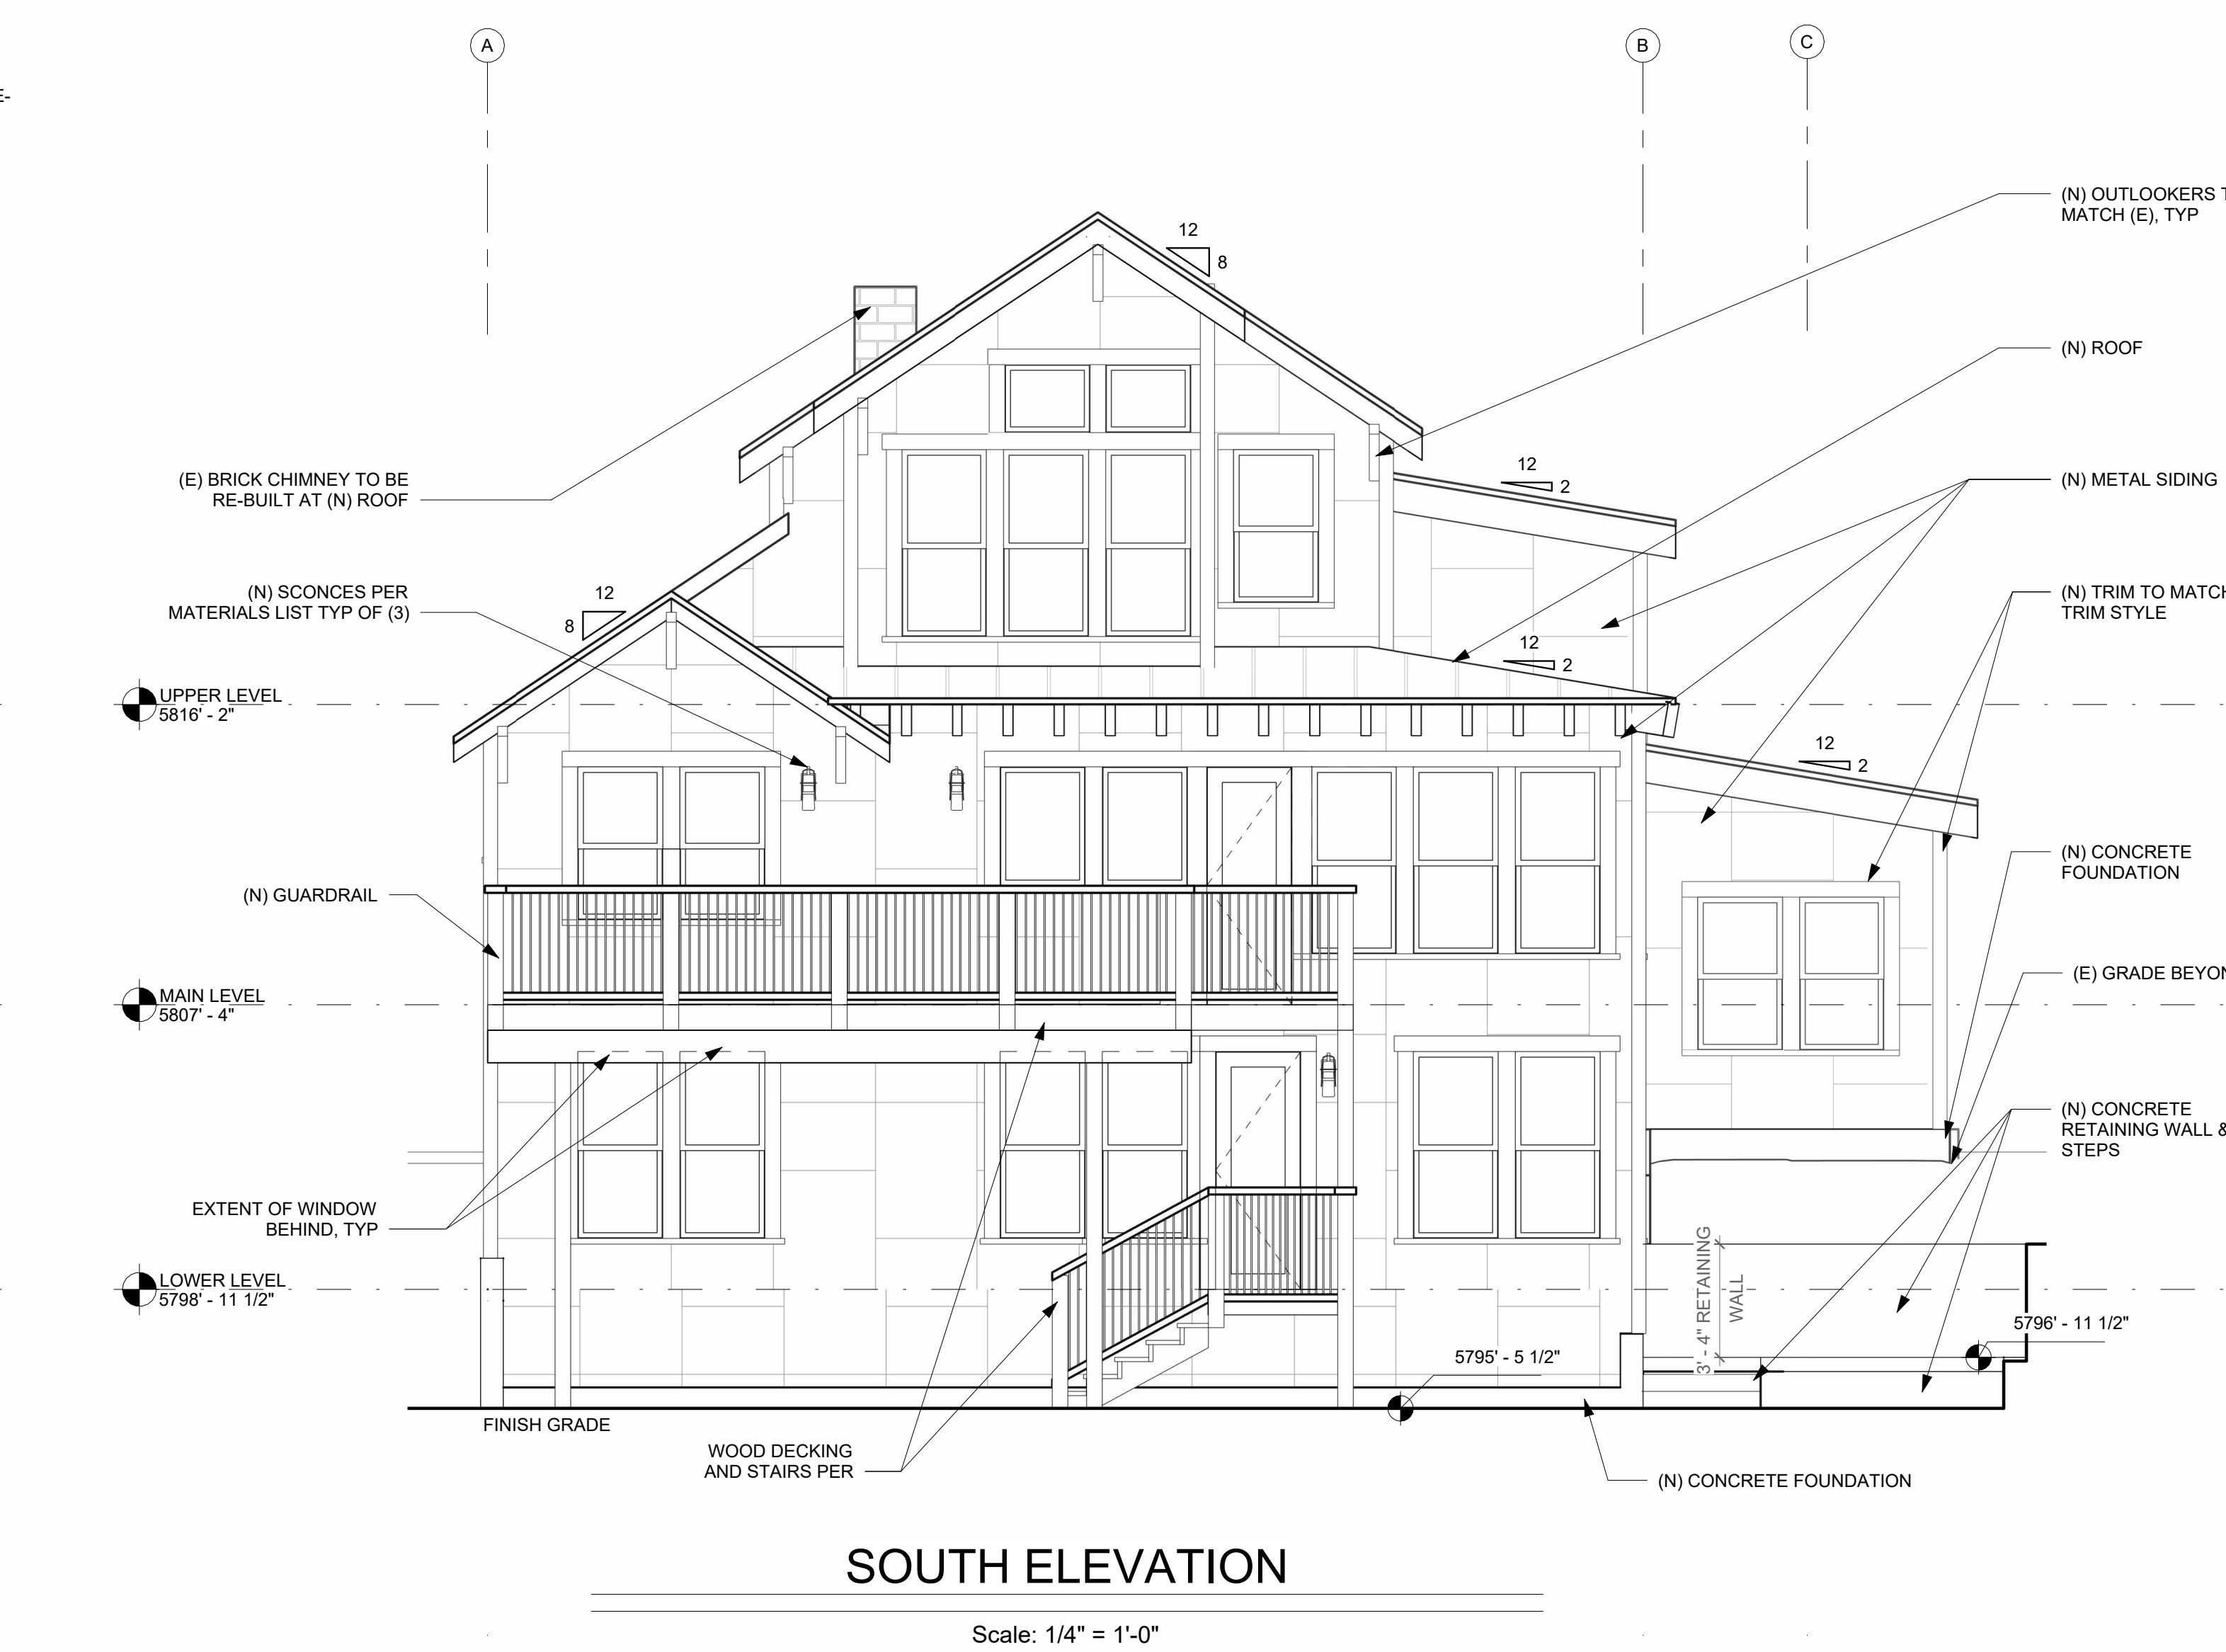 A
B
C
E-
12
8
(N) OUTLOOKERS T
MATCH (E), TYP
(N) ROOF
(E) BRICK CHIMNEY TO BE
RE-BUILT AT (N) ROOF
12
2
(N) METAL SIDING
(N) SCONCES PER
MATERIALS LIST TYP OF (3)
12
8
(N) TRIM TO MATCH
TRIM STYLE
12
2
UPPER LEVEL
5816' - 2"
12
2
(N) CONCRETE
FOUNDATION
(N) GUARDRAIL
(E) GRADE BEYON
MAIN LEVEL
5807' - 4"
(N) CONCRETE
RETAINING WALL &
STEPS
EXTENT OF WINDOW
BEHIND, TYP
3' - 4" RETAINING
WALL
LOWER LEVEL
5798' - 11 1/2"
5796' - 11 1/2"
5795' - 5 1/2"
FINISH GRADE
WOOD DECKING
AND STAIRS PER
(N) CONCRETE FOUNDATION
SOUTH ELEVATION
Scale: 1/4" = 1'-0"